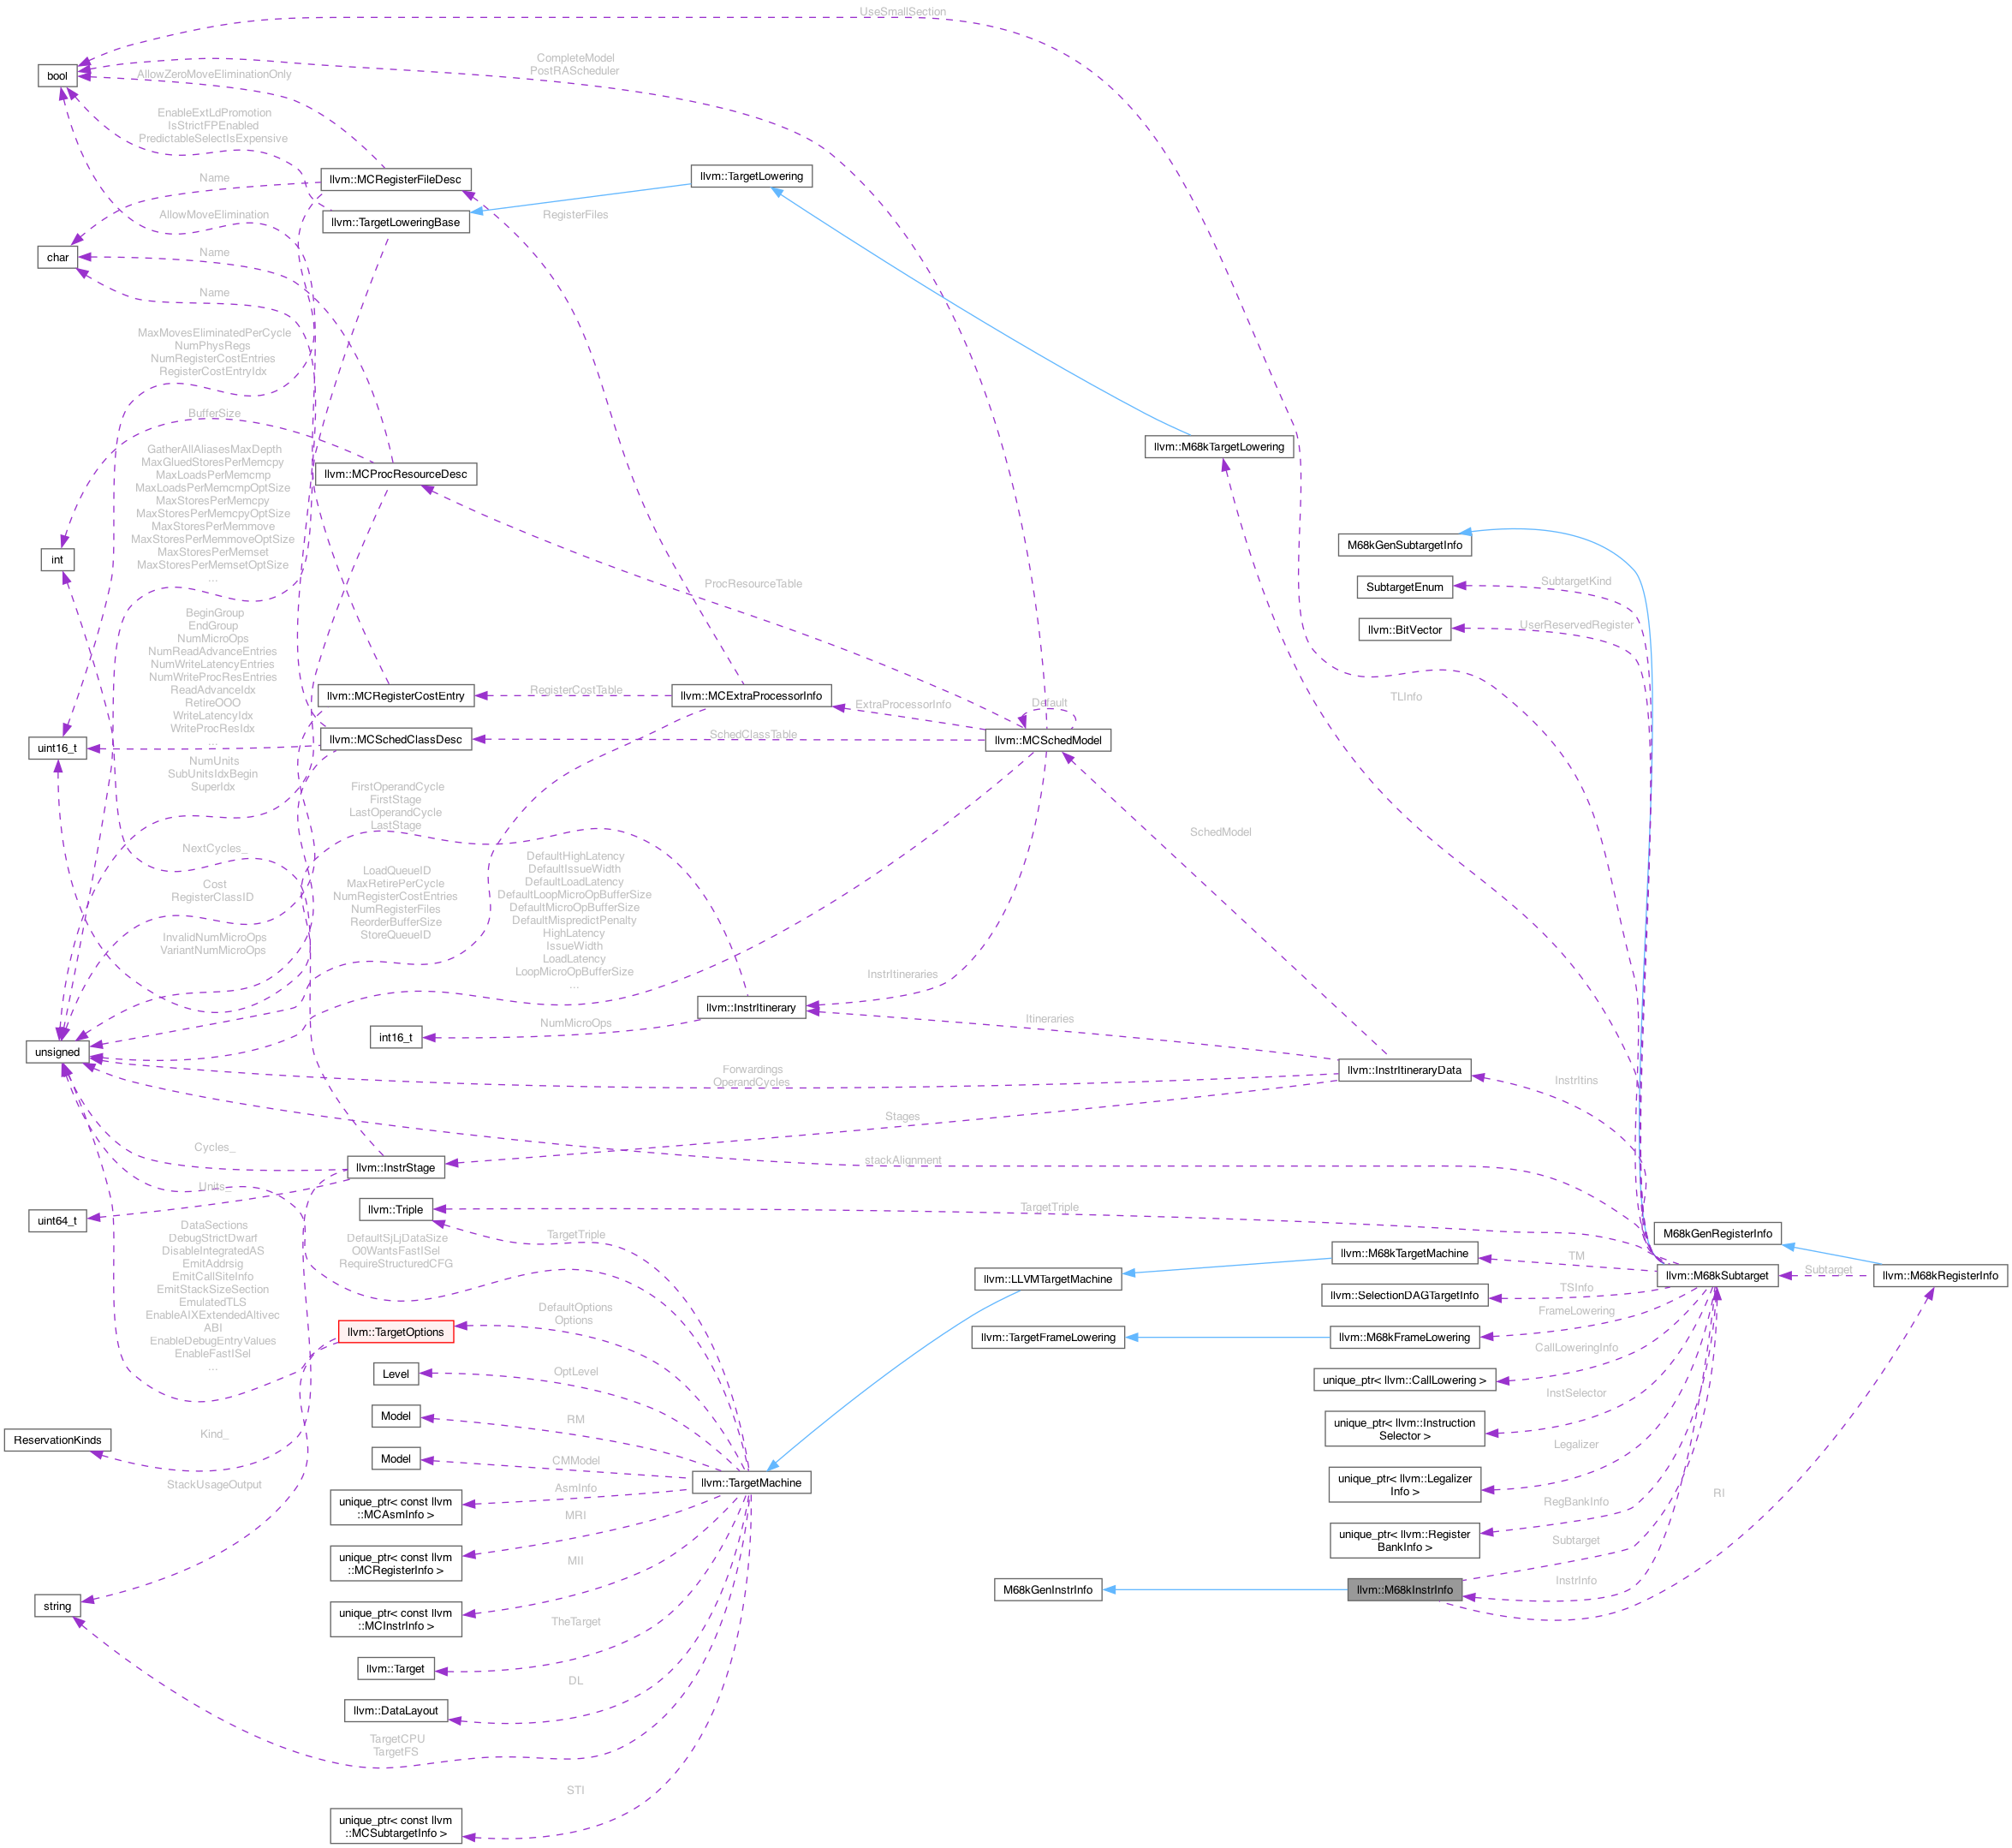 UseSmallSection
CompleteModel
PostRAScheduler
bool
AllowZeroMoveEliminationOnly
EnableExtLdPromotion
IsStrictFPEnabled
PredictableSelectIsExpensive
llvm::MCRegisterFileDesc
llvm::TargetLowering
Name
AllowMoveElimination
llvm::TargetLoweringBase
RegisterFiles
char
Name
Name
MaxMovesEliminatedPerCycle
NumPhysRegs
NumRegisterCostEntries
RegisterCostEntryIdx
BufferSize
llvm::M68kTargetLowering
GatherAllAliasesMaxDepth
MaxGluedStoresPerMemcpy
MaxLoadsPerMemcmp
MaxLoadsPerMemcmpOptSize
MaxStoresPerMemcpy
MaxStoresPerMemcpyOptSize
MaxStoresPerMemmove
MaxStoresPerMemmoveOptSize
MaxStoresPerMemset
MaxStoresPerMemsetOptSize
...
llvm::MCProcResourceDesc
int
M68kGenSubtargetInfo
SubtargetEnum
SubtargetKind
llvm::BitVector
UserReservedRegister
ProcResourceTable
BeginGroup
EndGroup
NumMicroOps
NumReadAdvanceEntries
NumWriteLatencyEntries
NumWriteProcResEntries
ReadAdvanceIdx
RetireOOO
WriteLatencyIdx
WriteProcResIdx
...
llvm::MCRegisterCostEntry
RegisterCostTable
llvm::MCExtraProcessorInfo
ExtraProcessorInfo
Default
TLInfo
uint16_t
llvm::MCSchedClassDesc
SchedClassTable
llvm::MCSchedModel
NumUnits
SubUnitsIdxBegin
SuperIdx
FirstOperandCycle
FirstStage
LastOperandCycle
LastStage
SchedModel
NextCycles_
Cost
RegisterClassID
LoadQueueID
MaxRetirePerCycle
NumRegisterCostEntries
NumRegisterFiles
ReorderBufferSize
StoreQueueID
DefaultHighLatency
DefaultIssueWidth
DefaultLoadLatency
DefaultLoopMicroOpBufferSize
DefaultMicroOpBufferSize
DefaultMispredictPenalty
HighLatency
IssueWidth
LoadLatency
LoopMicroOpBufferSize
...
InvalidNumMicroOps
VariantNumMicroOps
InstrItineraries
llvm::InstrItinerary
Itineraries
int16_t
NumMicroOps
unsigned
Forwardings
OperandCycles
llvm::InstrItineraryData
InstrItins
Stages
Cycles_
llvm::InstrStage
stackAlignment
Units_
uint64_t
llvm::Triple
TargetTriple
DataSections
DebugStrictDwarf
DisableIntegratedAS
EmitAddrsig
EmitCallSiteInfo
EmitStackSizeSection
EmulatedTLS
EnableAIXExtendedAltivec
ABI
EnableDebugEntryValues
EnableFastISel
...
DefaultSjLjDataSize
O0WantsFastISel
RequireStructuredCFG
TargetTriple
M68kGenRegisterInfo
llvm::M68kTargetMachine
TM
llvm::LLVMTargetMachine
llvm::M68kSubtarget
Subtarget
llvm::M68kRegisterInfo
llvm::SelectionDAGTargetInfo
TSInfo
DefaultOptions
Options
llvm::TargetOptions
llvm::TargetFrameLowering
llvm::M68kFrameLowering
FrameLowering
CallLoweringInfo
Level
OptLevel
unique_ptr< llvm::CallLowering >
InstSelector
Model
RM
unique_ptr< llvm::Instruction
Selector >
ReservationKinds
Kind_
Legalizer
Model
CMModel
StackUsageOutput
llvm::TargetMachine
unique_ptr< llvm::Legalizer
Info >
RI
AsmInfo
unique_ptr< const llvm
::MCAsmInfo >
RegBankInfo
MRI
unique_ptr< llvm::Register
BankInfo >
Subtarget
unique_ptr< const llvm
::MCRegisterInfo >
MII
InstrInfo
M68kGenInstrInfo
llvm::M68kInstrInfo
string
unique_ptr< const llvm
::MCInstrInfo >
TheTarget
llvm::Target
DL
llvm::DataLayout
TargetCPU
TargetFS
STI
unique_ptr< const llvm
::MCSubtargetInfo >